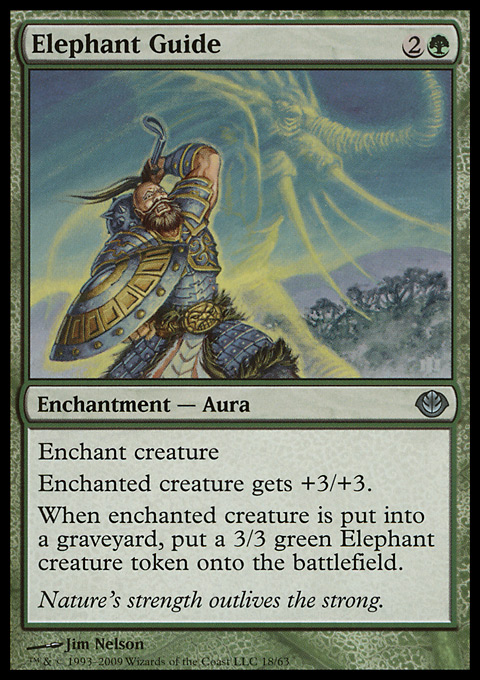 Elephant Guide 2
Enchantment — Aura
Enchant creature
Enchanted creature gets +3/+3.
When enchanted creature is put into
a graveyard, put a 3/3 green Elephant
creature token onto the battlefield.
Nature's strength outlives the strong.
Jim Nelson
™ & © 1993–2009 Wizards of the Coast LLC 18/63